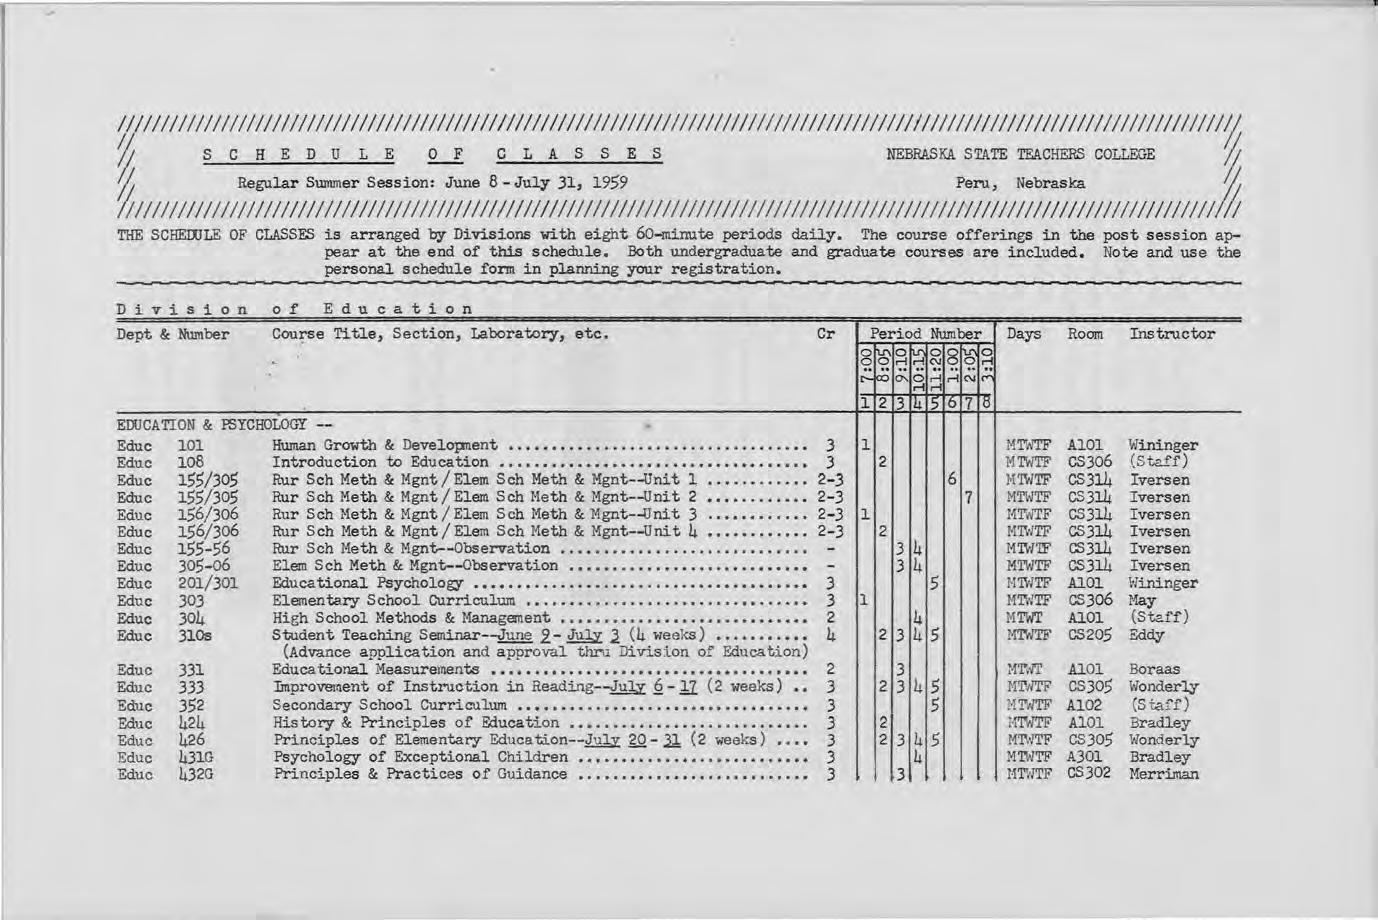 S C H E D U L E   O F   C L A S S E S   NEBRASKA STATE TEACHERS COLLEGE
Regular Summer Session: June 8 - July 31, 1959   Peru, Nebraska
THE SCHEDULE OF CLASSES is arranged by Divisions with eight 60-minute periods daily. The course offerings in the post session ap-
pear at the end of this schedule. Both undergraduate and graduate courses are included. Note and use the
personal schedule form in planning your registration.
D i v i s i o n   o f   E d u c a t i o n
Dept & Number   Course Title, Section, Laboratory, etc.   Cr   Period Number   Days   Room   Instructor
7:00 8:05 9:10 10:15 11:20 1:00 2:05 3:10
1 2 3 4 5 6 7 8
EDUCATION & PSYCHOLOGY --
Educ 101 Human Growth & Development ................................... 3 1 MTWTF A101 Wininger
Educ 108 Introduction to Education .................................... 3 2 MTWTF CS306 (Staff)
Educ 155/305 Rur Sch Meth & Mgnt/Elem Sch Meth & Mgnt--Unit 1 ............ 2-3 6 MTWTF CS314 Iversen
Educ 155/305 Rur Sch Meth & Mgnt/Elem Sch Meth & Mgnt--Unit 2 ............ 2-3 7 MTWTF CS314 Iversen
Educ 156/306 Rur Sch Meth & Mgnt/Elem Sch Meth & Mgnt--Unit 3 ............ 2-3 1 MTWTF CS314 Iversen
Educ 156/306 Rur Sch Meth & Mgnt/Elem Sch Meth & Mgnt--Unit 4 ............ 2-3 2 MTWTF CS314 Iversen
Educ 155-56 Rur Sch Meth & Mgnt--Observation ............................. - 3 4 MTWTF CS314 Iversen
Educ 305-06 Elem Sch Meth & Mgnt--Observation ............................ - 3 4 MTWTF CS314 Iversen
Educ 201/301 Educational Psychology ....................................... 3 5 MTWTF A101 Wininger
Educ 303 Elementary School Curriculum ................................. 3 1 MTWTF CS306 May
Educ 304 High School Methods & Management ............................. 2 4 MTWT A101 (Staff)
Educ 310s Student Teaching Seminar--June 9 - July 3 (4 weeks) ........... 4 2 3 4 5 MTWTF CS205 Eddy
(Advance application and approval thru Division of Education)
Educ 331 Educational Measurements ..................................... 2 3 MTWT A101 Boraas
Educ 333 Improvement of Instruction in Reading--July 6 - 17 (2 weeks) .. 3 2 3 4 5 MTWTF CS305 Wonderly
Educ 352 Secondary School Curriculum .................................. 3 5 MTWTF A102 (Staff)
Educ 424 History & Principles of Education ............................ 3 2 MTWTF A101 Bradley
Educ 426 Principles of Elementary Education--July 20 - 31 (2 weeks) .... 3 2 3 4 5 MTWTF CS305 Wonderly
Educ 431G Psychology of Exceptional Children ........................... 3 4 MTWTF A301 Bradley
Educ 432G Principles & Practices of Guidance ........................... 3 3 MTWTF CS302 Merriman